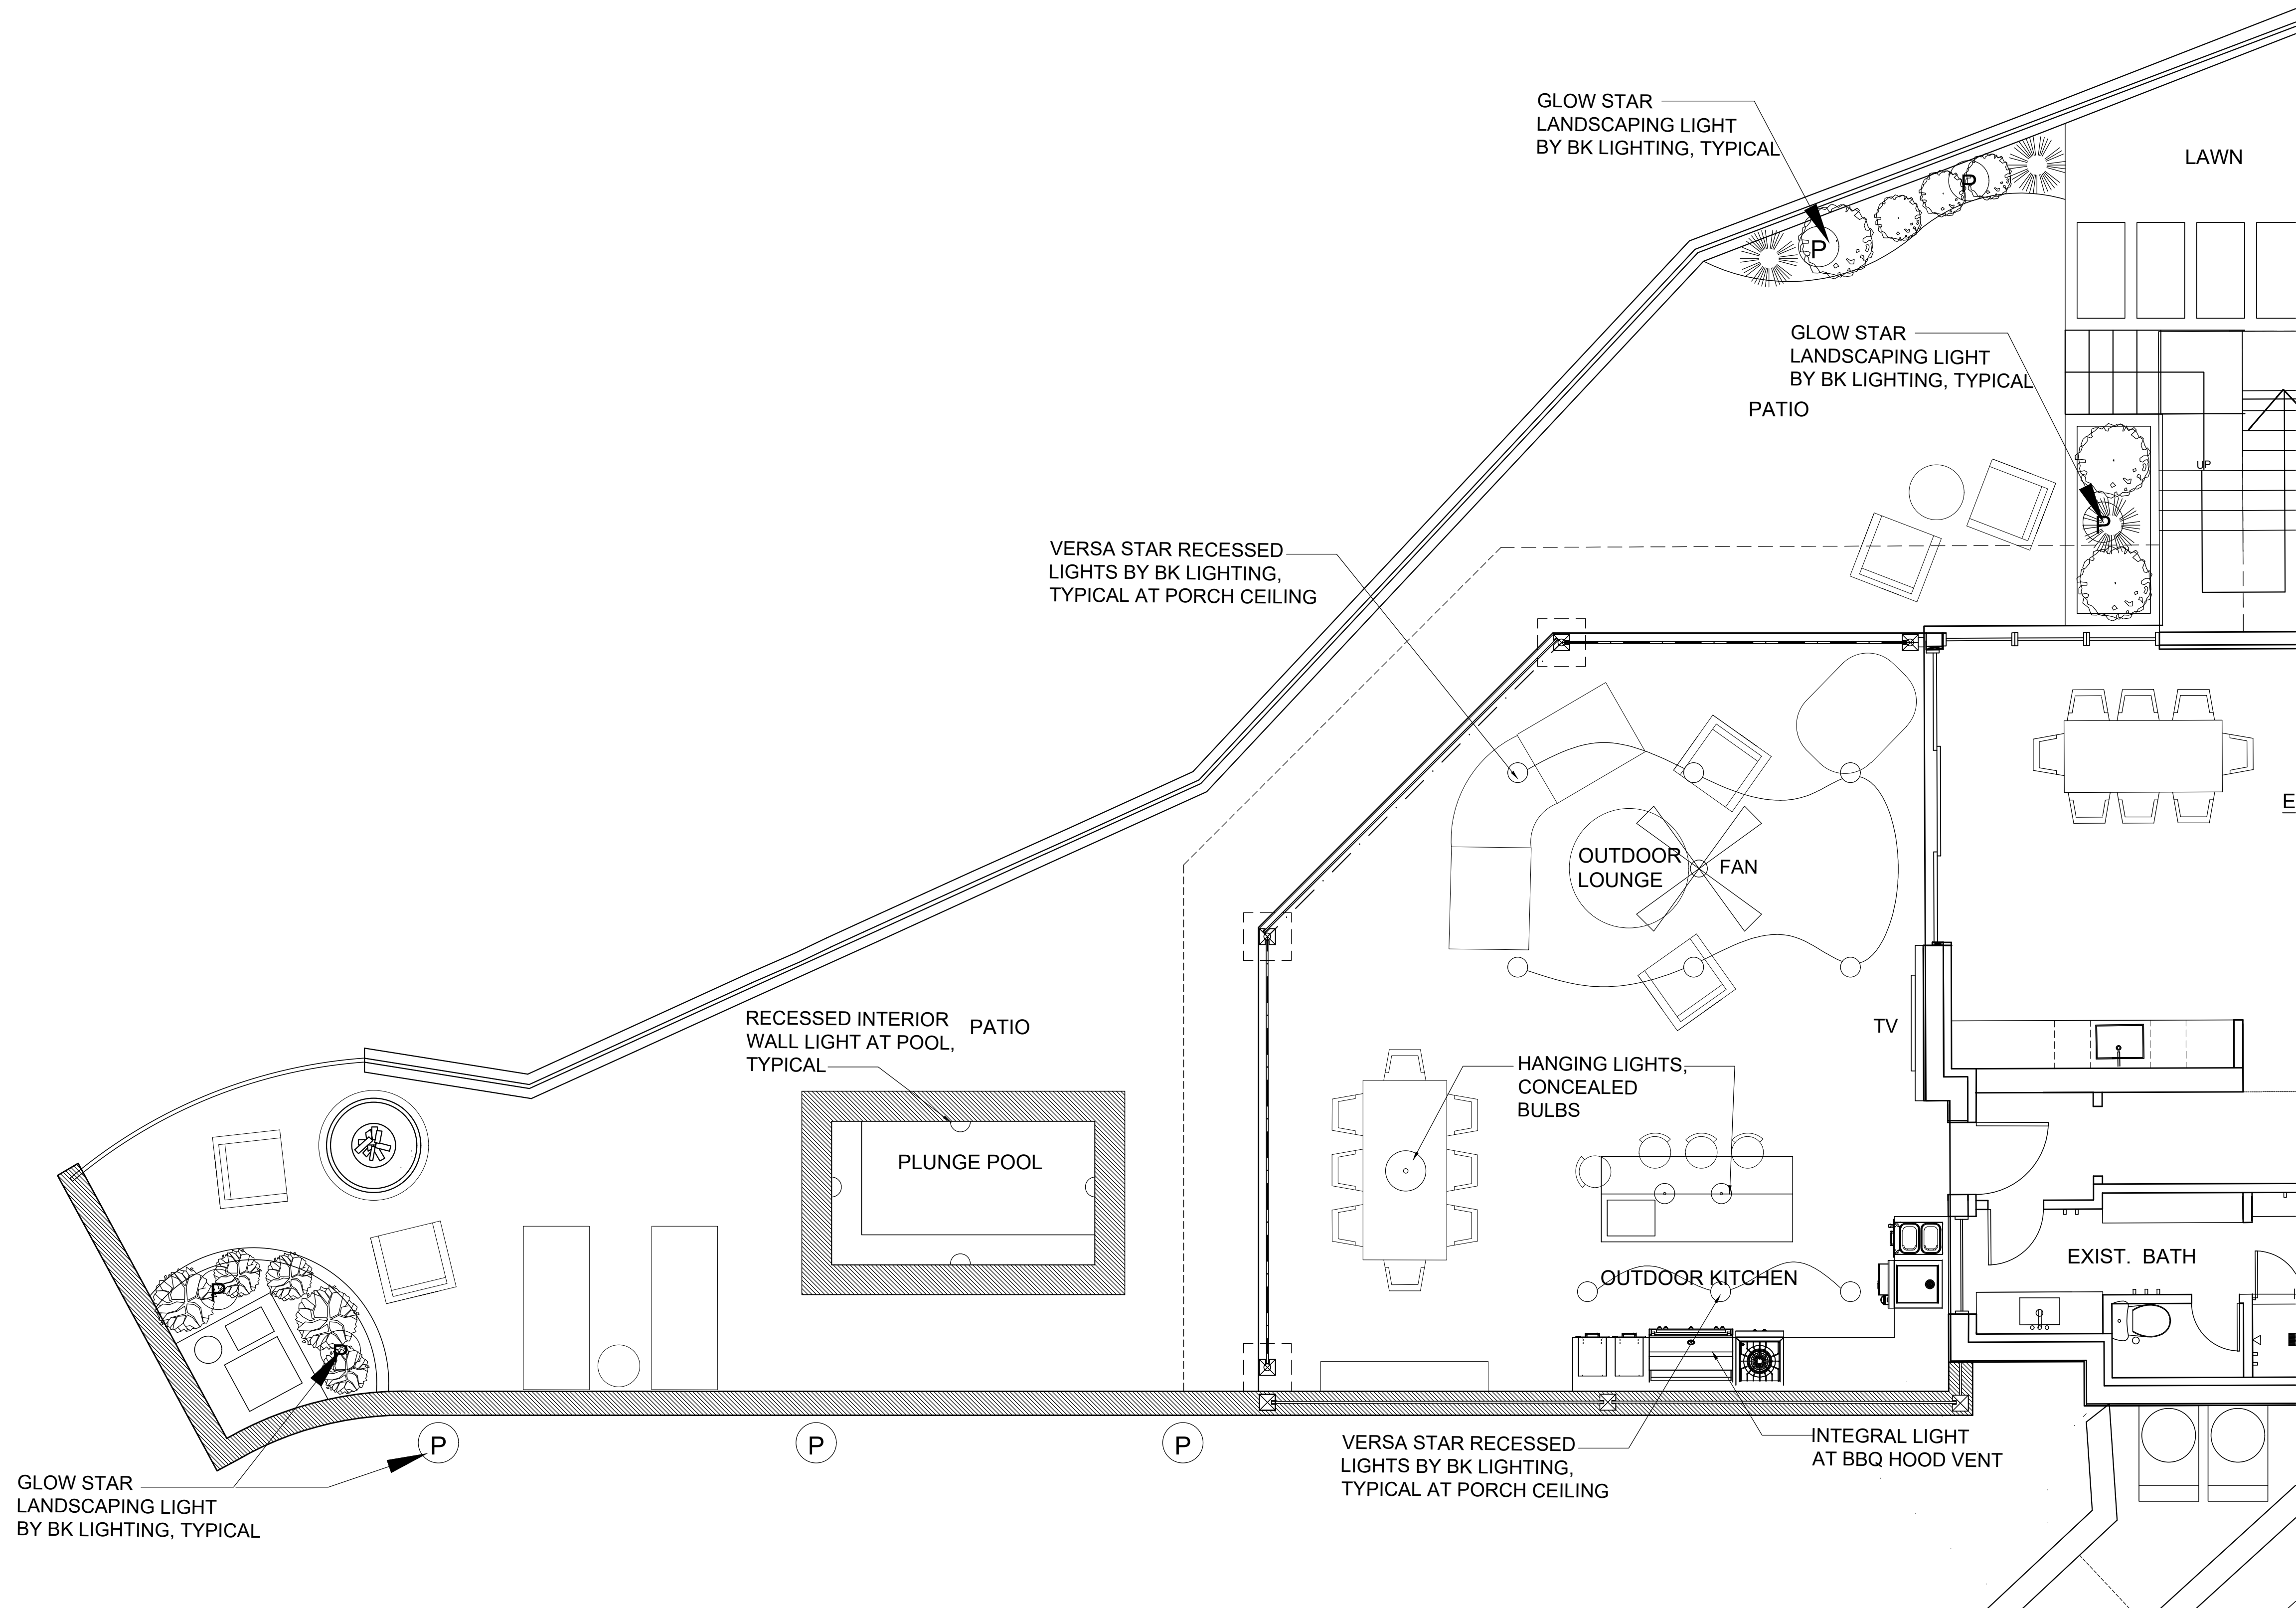 GLOW STAR
LANDSCAPING LIGHT
BY BK LIGHTING, TYPICAL
LAWN
P
P
GLOW STAR
LANDSCAPING LIGHT
BY BK LIGHTING, TYPICAL
PATIO
UP
P
VERSA STAR RECESSED
LIGHTS BY BK LIGHTING,
TYPICAL AT PORCH CEILING
E
OUTDOOR
LOUNGE
FAN
RECESSED INTERIOR
WALL LIGHT AT POOL,
TYPICAL
PATIO
TV
HANGING LIGHTS,
CONCEALED
BULBS
PLUNGE POOL
EXIST. BATH
OUTDOOR KITCHEN
P
P
P
P
VERSA STAR RECESSED
LIGHTS BY BK LIGHTING,
TYPICAL AT PORCH CEILING
INTEGRAL LIGHT
AT BBQ HOOD VENT
GLOW STAR
LANDSCAPING LIGHT
BY BK LIGHTING, TYPICAL